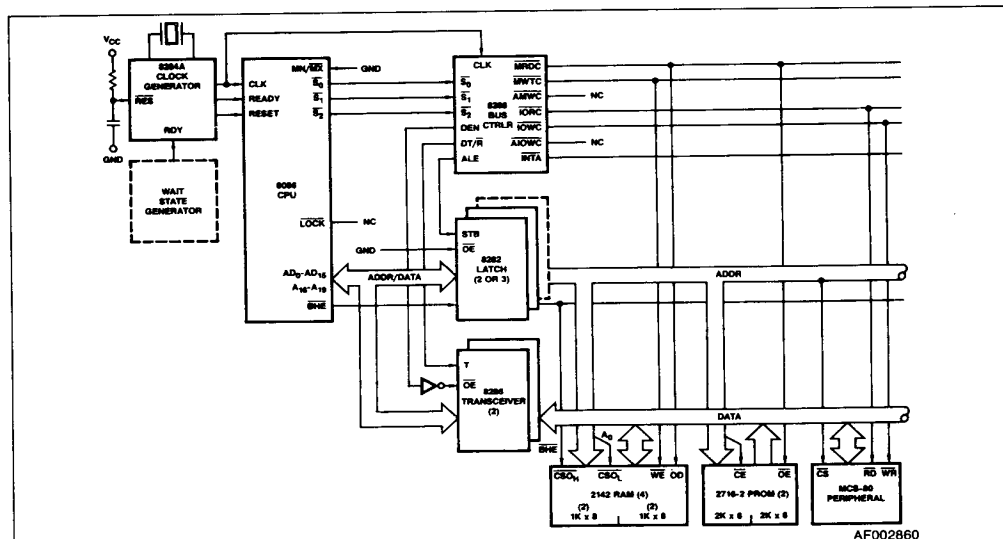 VCC
8284A
CLOCK
GENERATOR
RES
RDY
GND
WAIT
STATE
GENERATOR
MN/MX
GND
CLK
READY
RESET
S0
S1
S2
8086
CPU
LOCK
NC
AD0-AD15
A16-A19
BHE
ADDR/DATA
CLK
S0
S1
S2
DEN
DT/R
ALE
8288
BUS
CTRLR
MRDC
MWTC
AMWC
NC
IORC
IOWC
AIOWC
NC
INTA
STB
GND
OE
8282
LATCH
(2 OR 3)
ADDR
T
OE
8286
TRANSCEIVER
(2)
DATA
BHE
A0
CSOH
CSOL
WE
OD
2142 RAM (4)
(2)
1K x 8
(2)
1K x 8
CE
OE
2716-2 PROM (2)
2K x 8
2K x 8
CS
RD
WR
MCS-80
PERIPHERAL
AF002860